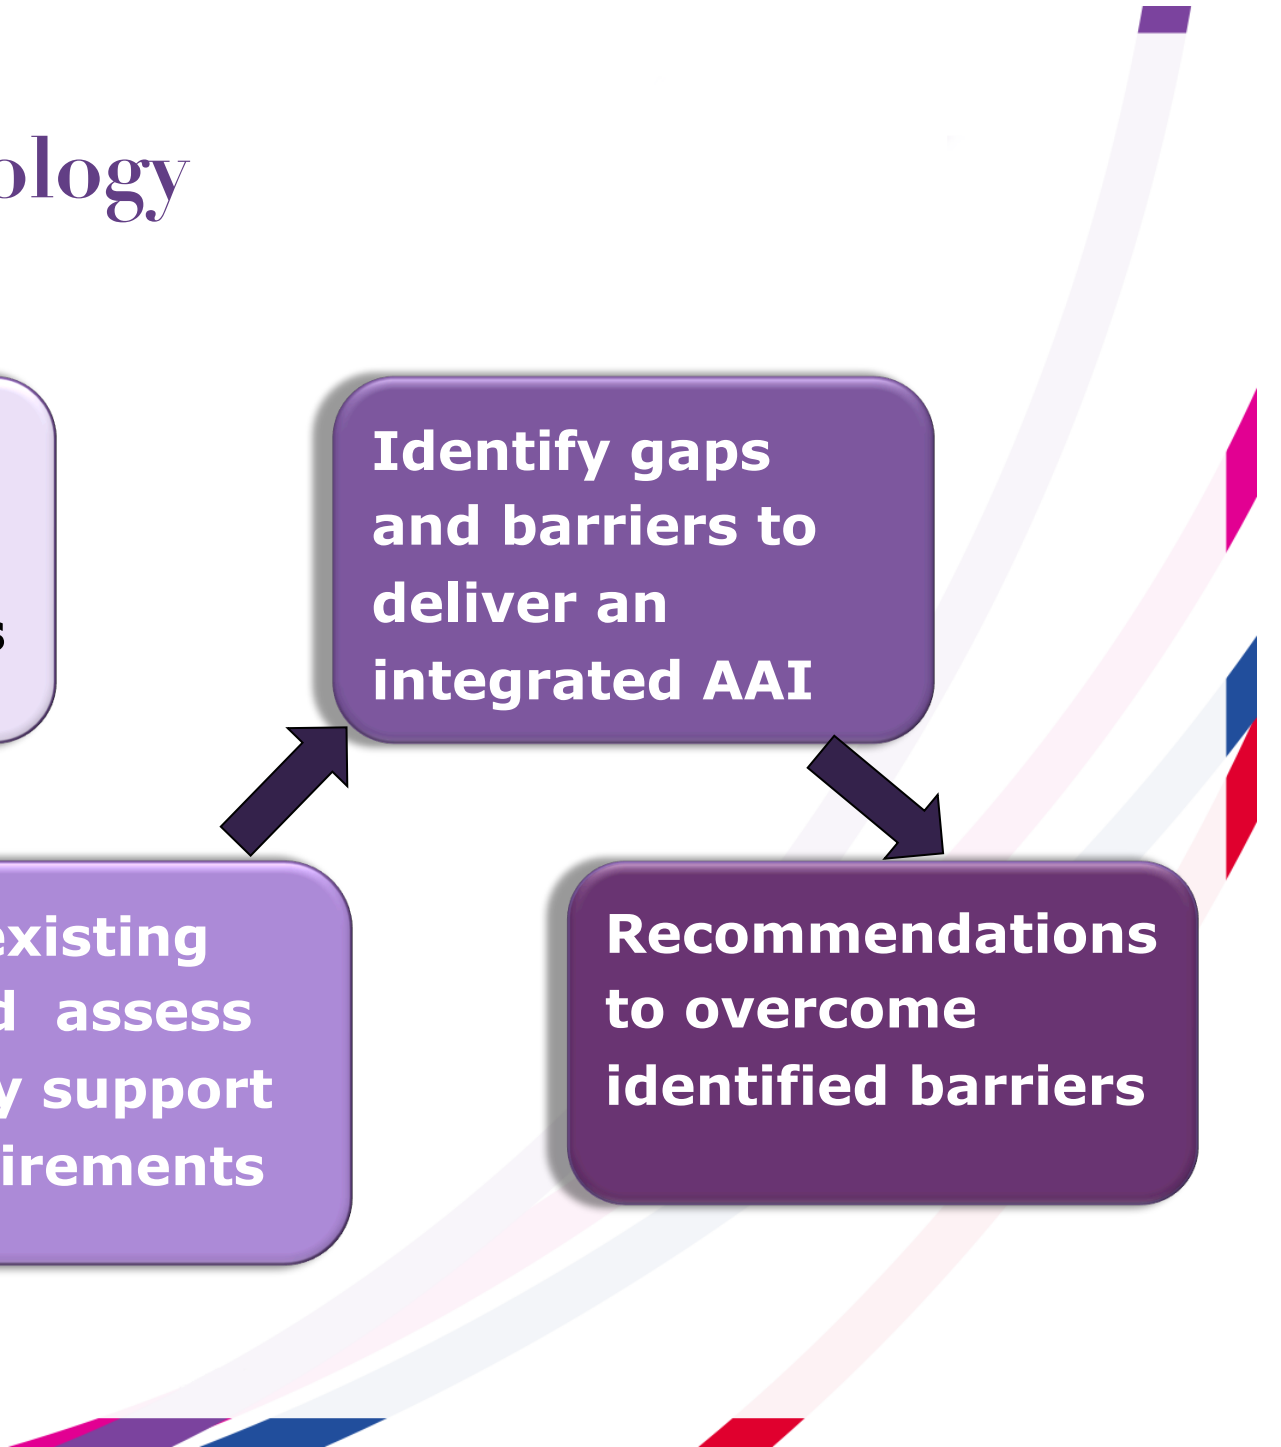 ology
s
Identify gaps
and barriers to
deliver an
integrated AAI
existing
d assess
y support
irements
Recommendations
to overcome
identified barriers